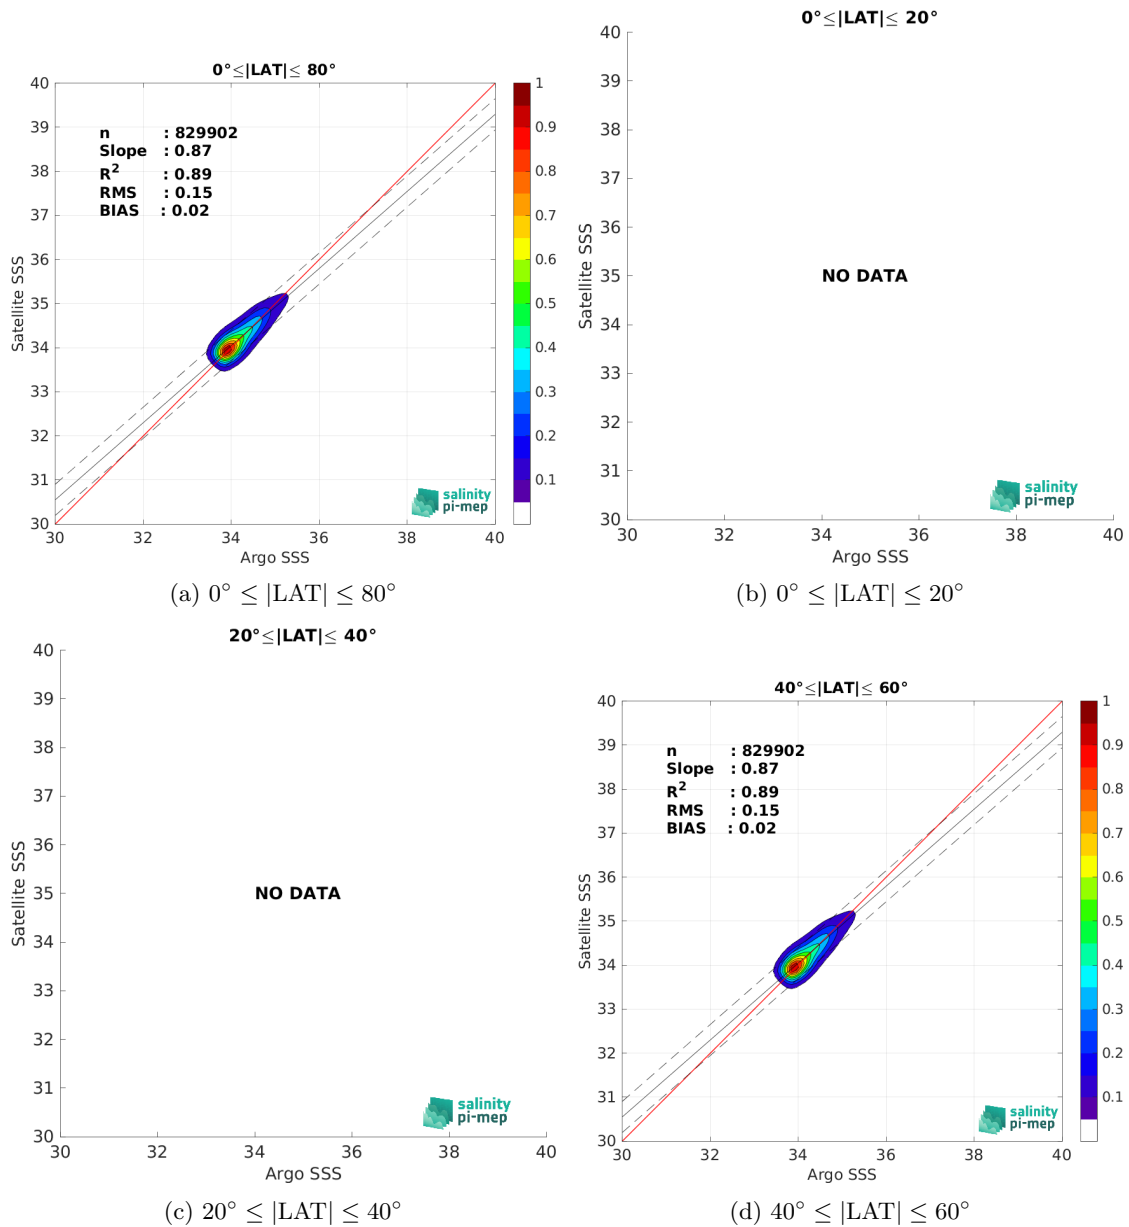 0°≤|LAT|≤ 80°
40
39
38
37
36
35
34
33
32
31
30
Satellite SSS
n : 829902
Slope : 0.87
R² : 0.89
RMS : 0.15
BIAS : 0.02
salinity
pi-mep
30 32 34 36 38 40
Argo SSS
1
0.9
0.8
0.7
0.6
0.5
0.4
0.3
0.2
0.1
(a) 0° ≤ |LAT| ≤ 80°
0°≤|LAT|≤ 20°
40
39
38
37
36
35
34
33
32
31
30
Satellite SSS
NO DATA
salinity
pi-mep
30 32 34 36 38 40
Argo SSS
(b) 0° ≤ |LAT| ≤ 20°
20°≤|LAT|≤ 40°
40
39
38
37
36
35
34
33
32
31
30
Satellite SSS
NO DATA
salinity
pi-mep
30 32 34 36 38 40
Argo SSS
(c) 20° ≤ |LAT| ≤ 40°
40°≤|LAT|≤ 60°
40
39
38
37
36
35
34
33
32
31
30
Satellite SSS
n : 829902
Slope : 0.87
R² : 0.89
RMS : 0.15
BIAS : 0.02
salinity
pi-mep
30 32 34 36 38 40
Argo SSS
1
0.9
0.8
0.7
0.6
0.5
0.4
0.3
0.2
0.1
(d) 40° ≤ |LAT| ≤ 60°